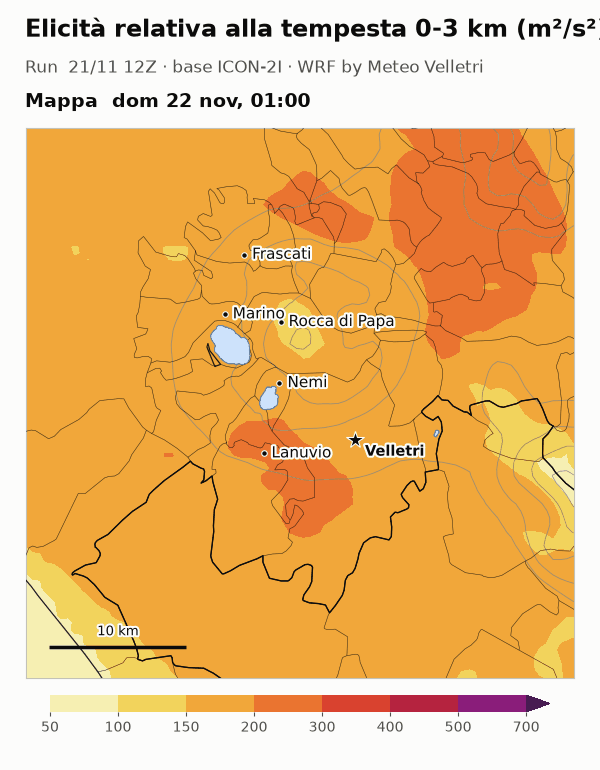 Elicità relativa alla tempesta 0-3 km (m²/s²)
Run  21/11 12Z · base ICON-2I · WRF by Meteo Velletri
Mappa  dom 22 nov, 01:00
Frascati
Marino
Rocca di Papa
Nemi
Velletri
Lanuvio
10 km
50 100 150 200 300 400 500 700